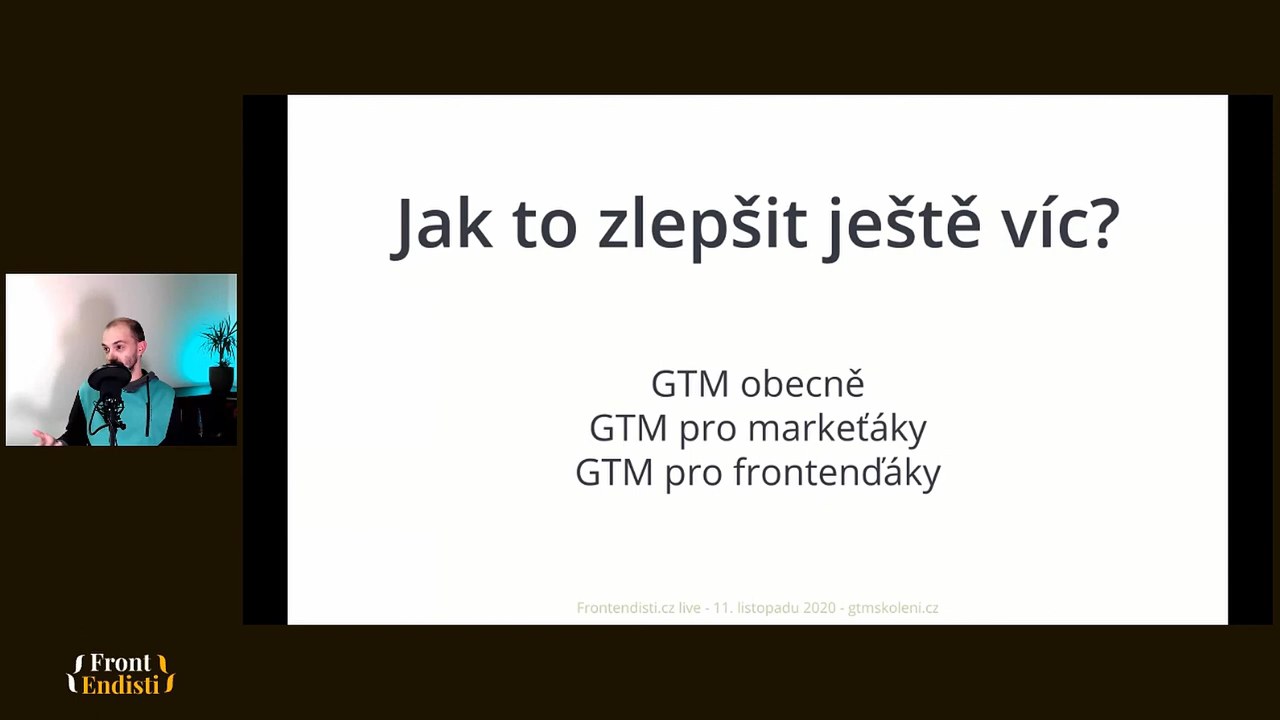 Jak to zlepšit ještě víc?
GTM obecně
GTM pro markeťáky
GTM pro frontenďáky
Frontendisti.cz live - 11. listopadu 2020 - gtmskoleni.cz
{Front
Endisti}